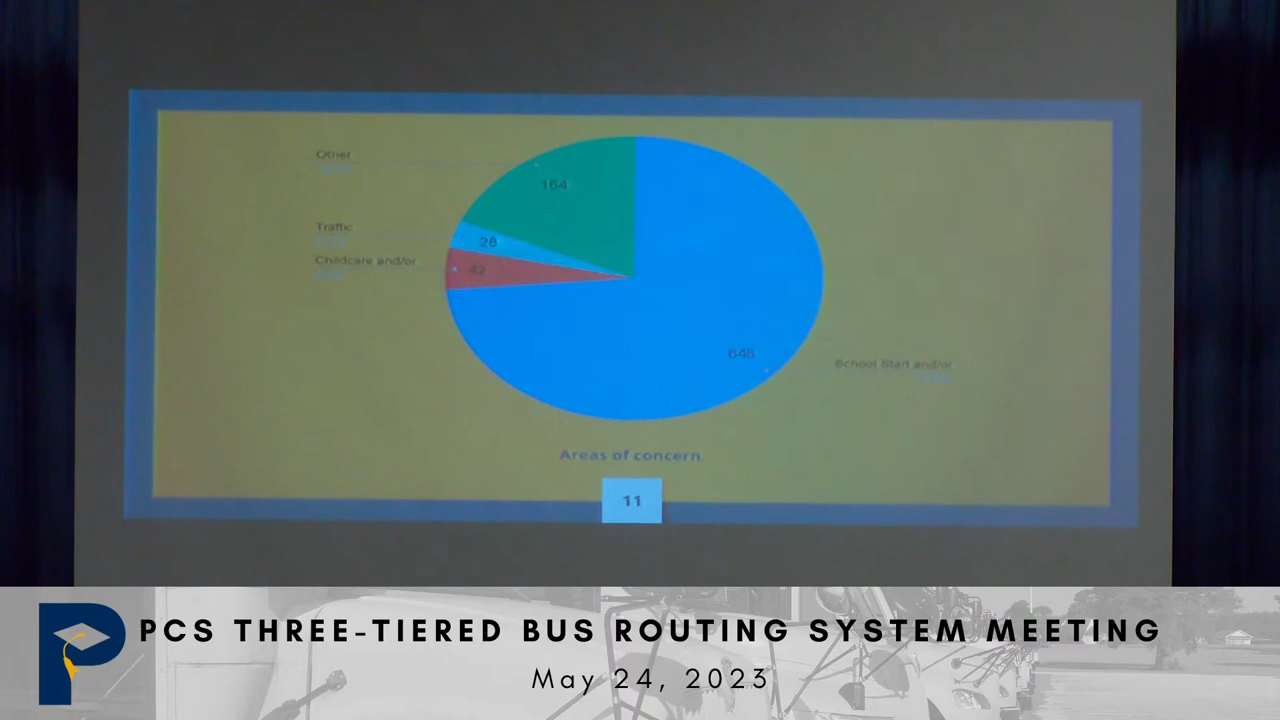 Other
164
Traffic
28
Childcare and/or
42
School Start and/or
Areas of concern.
11
PCS THREE-TIERED BUS ROUTING SYSTEM MEETING
May 24, 2023